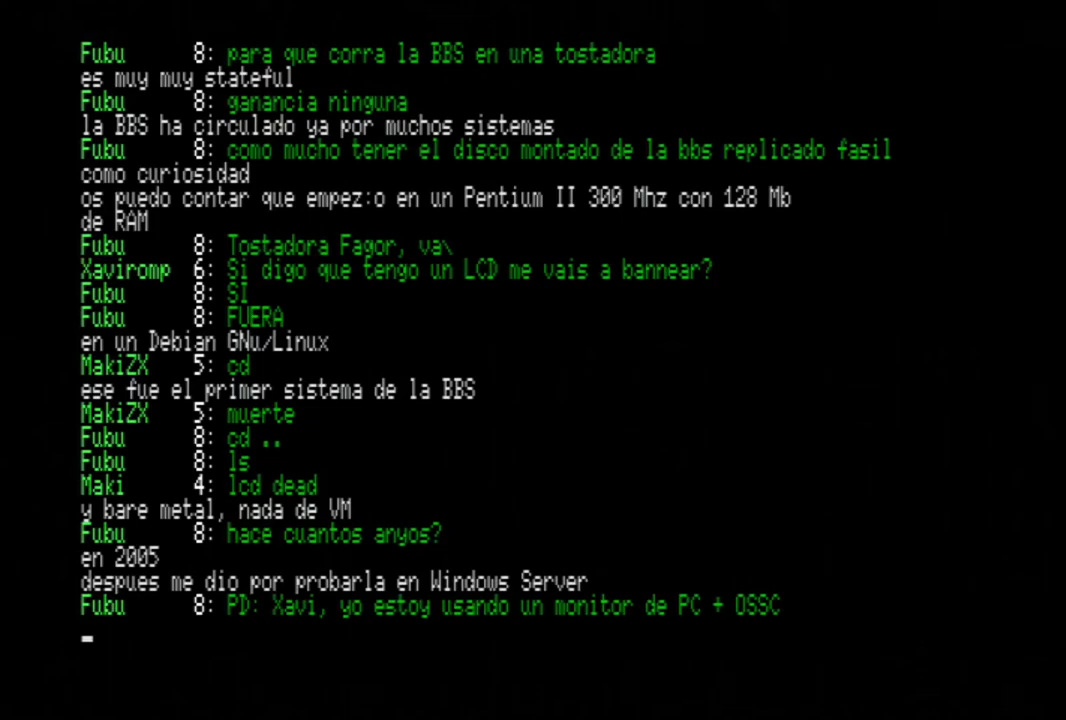 Fubu 8: para que corra la BBS en una tostadora
es muy muy stateful
Fubu 8: ganancia ninguna
la BBS ha circulado ya por muchos sistemas
Fubu 8: como mucho tener el disco montado de la bbs replicado fasil
como curiosidad
os puedo contar que empez:o en un Pentium II 300 Mhz con 128 Mb
de RAM
Fubu 8: Tostadora Fagor, va\
Xaviromp 6: Si digo que tengo un LCD me vais a bannear?
Fubu 8: SI
Fubu 8: FUERA
en un Debian GNu/Linux
MakiZX 5: cd
ese fue el primer sistema de la BBS
MakiZX 5: muerte
Fubu 8: cd ..
Fubu 8: ls
Maki 4: lcd dead
y bare metal, nada de VM
Fubu 8: hace cuantos anyos?
en 2005
despues me dio por probarla en Windows Server
Fubu 8: PD: Xavi, yo estoy usando un monitor de PC + OSSC